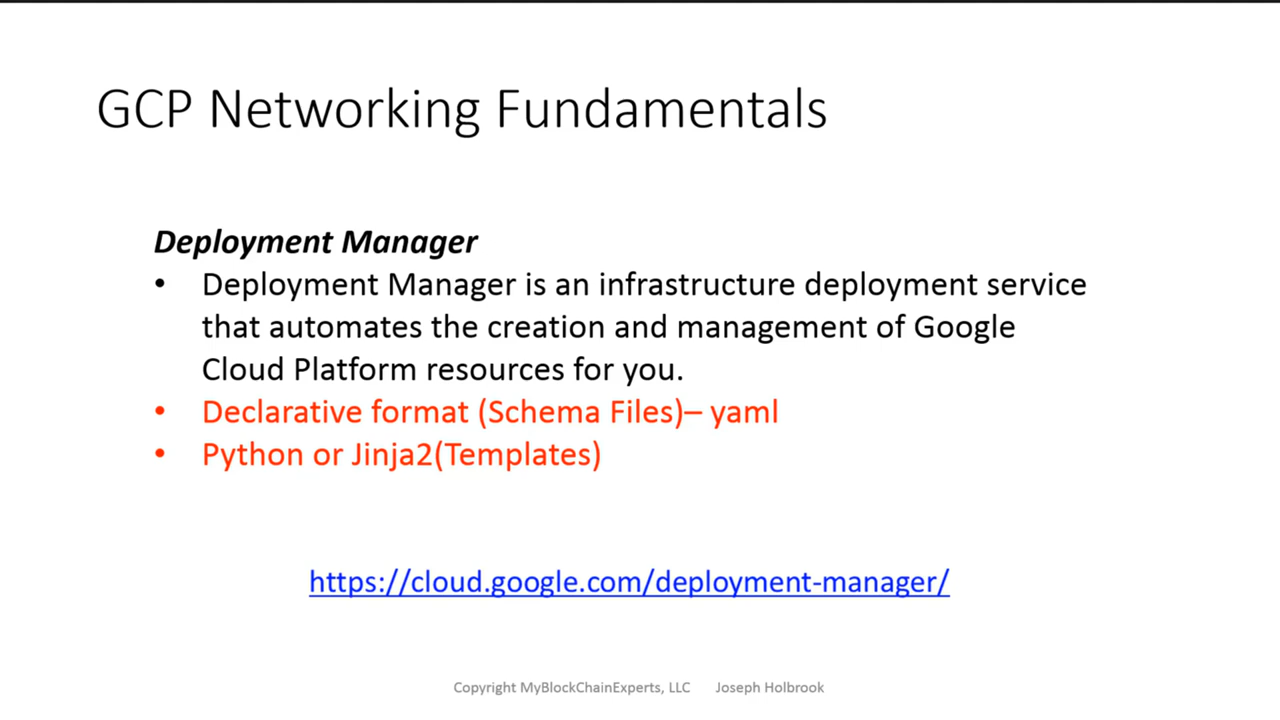 GCP Networking Fundamentals
Deployment Manager
• Deployment Manager is an infrastructure deployment service
that automates the creation and management of Google
Cloud Platform resources for you.
• Declarative format (Schema Files)– yaml
• Python or Jinja2(Templates)
https://cloud.google.com/deployment-manager/
Copyright MyBlockChainExperts, LLC Joseph Holbrook